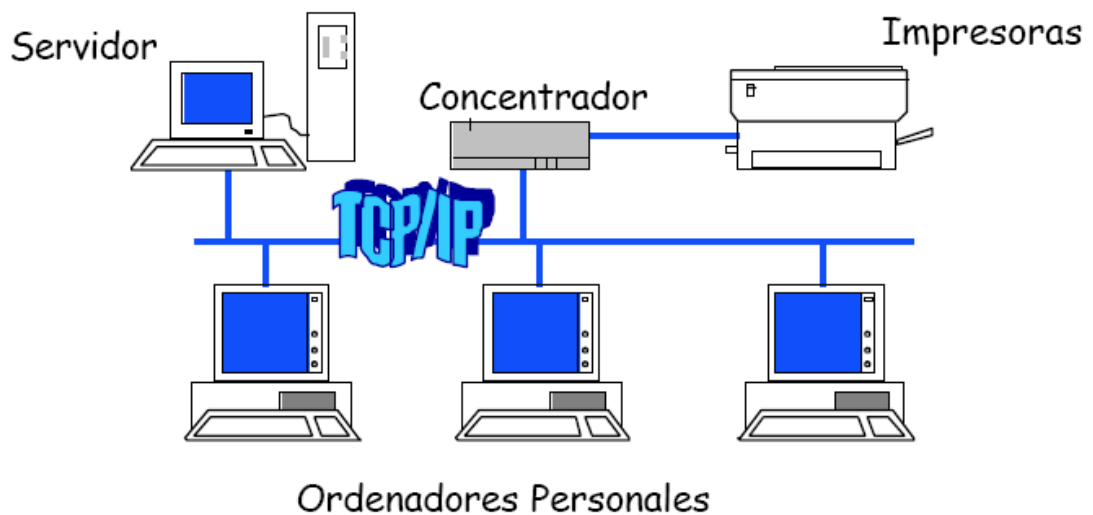 Servidor
Impresoras
Concentrador
TCP/IP
Ordenadores Personales